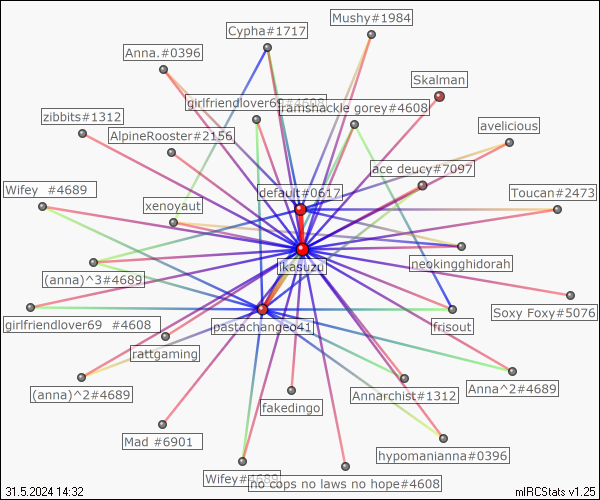 Mushy#1984
Cypha#1717
Anna.#0396
Skalman
girlfriendlover69#4608
ramshackle gorey#4608
zibbits#1312
avelicious
AlpineRooster#2156
ace deucy#7097
Wifey  #4689
default#0617
Toucan#2473
xenoyaut
neokingghidorah
jkasuzu
(anna)^3#4689
Soxy Foxy#5076
girlfriendlover69  #4608
pastachangeo41
frisout
rattgaming
(anna)^2#4689
Anna^2#4689
Annarchist#1312
fakedingo
Mad #6901
hypomanianna#0396
Wifey#4689
no cops no laws no hope#4608
31.5.2024 14:32
mIRCStats v1.25